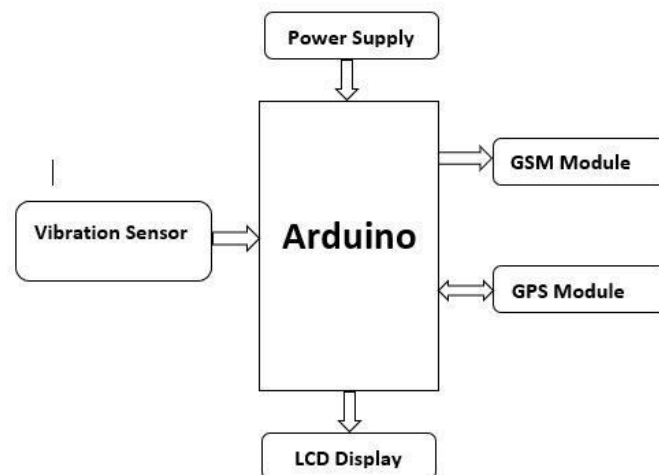 Power Supply
GSM Module
Vibration Sensor
Arduino
GPS Module
LCD Display